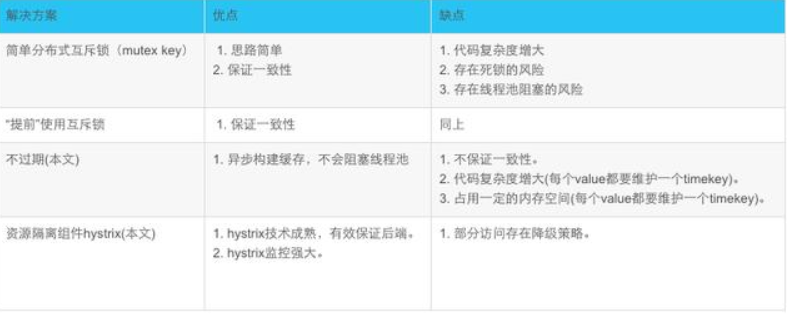 解决方案 优点 缺点
简单分布式互斥锁（mutex key） 1. 思路简单 1. 代码复杂度增大
2. 保证一致性 2. 存在死锁的风险
3. 存在线程池阻塞的风险
“提前”使用互斥锁 1. 保证一致性 同上
不过期(本文) 1. 异步构建缓存，不会阻塞线程池 1. 不保证一致性。
2. 代码复杂度增大(每个value都要维护一个timekey)。
3. 占用一定的内存空间(每个value都要维护一个timekey)。
资源隔离组件hystrix(本文) 1. hystrix技术成熟，有效保证后端。 1. 部分访问存在降级策略。
2. hystrix监控强大。